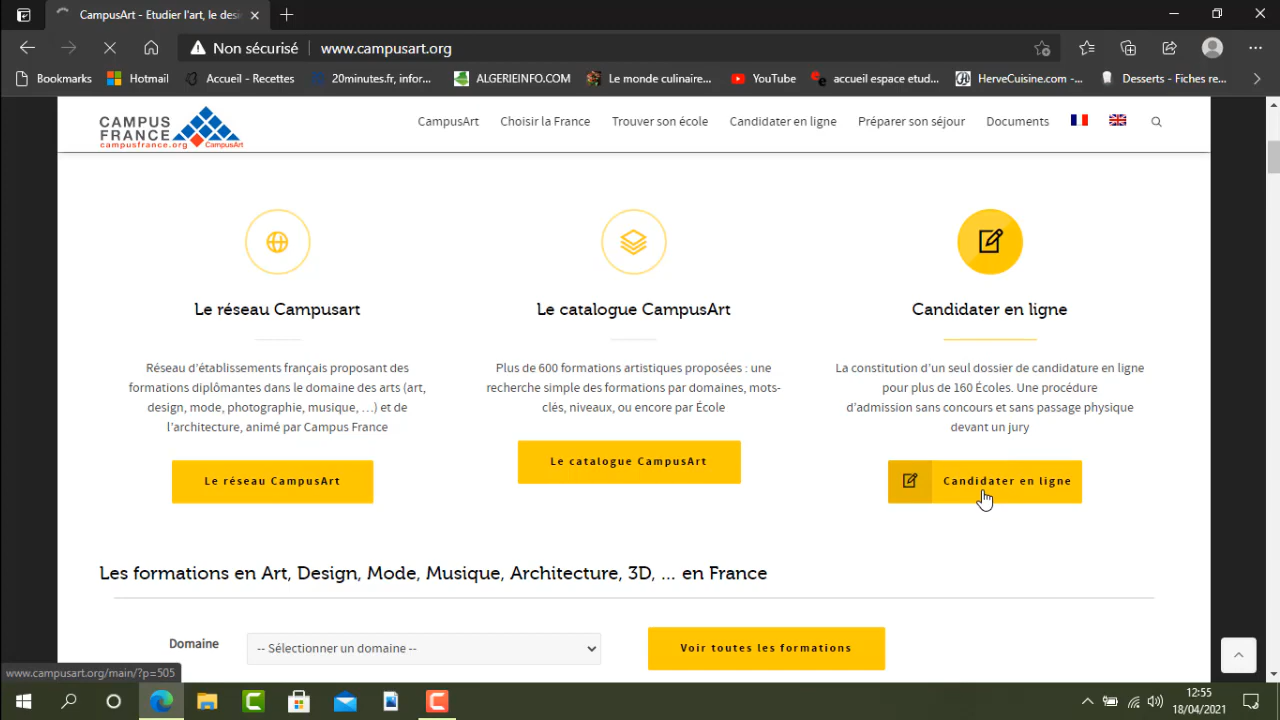 CampusArt - Etudier l'art, le des
Non sécurisé
www.campusart.org
Bookmarks
Hotmail
Accueil - Recettes
20minutes.fr, infor...
ALGERIEINFO.COM
Le monde culinaire...
YouTube
accueil espace etud...
HerveCuisine.com -...
Desserts - Fiches re...
CAMPUS
FRANCE
campusfrance.org
CampusArt
CampusArt
Choisir la France
Trouver son école
Candidater en ligne
Préparer son séjour
Documents
Le réseau Campusart
Réseau d'établissements français proposant des
formations diplômantes dans le domaine des arts (art,
design, mode, photographie, musique, …) et de
l'architecture, animé par Campus France
Le réseau CampusArt
Le catalogue CampusArt
Plus de 600 formations artistiques proposées : une
recherche simple des formations par domaines, mots-
clés, niveaux, ou encore par École
Le catalogue CampusArt
Candidater en ligne
La constitution d'un seul dossier de candidature en ligne
pour plus de 160 Écoles. Une procédure
d'admission sans concours et sans passage physique
devant un jury
Candidater en ligne
Les formations en Art, Design, Mode, Musique, Architecture, 3D, ... en France
Domaine
-- Sélectionner un domaine --
Voir toutes les formations
www.campusart.org/main/?p=505
12:55
18/04/2021